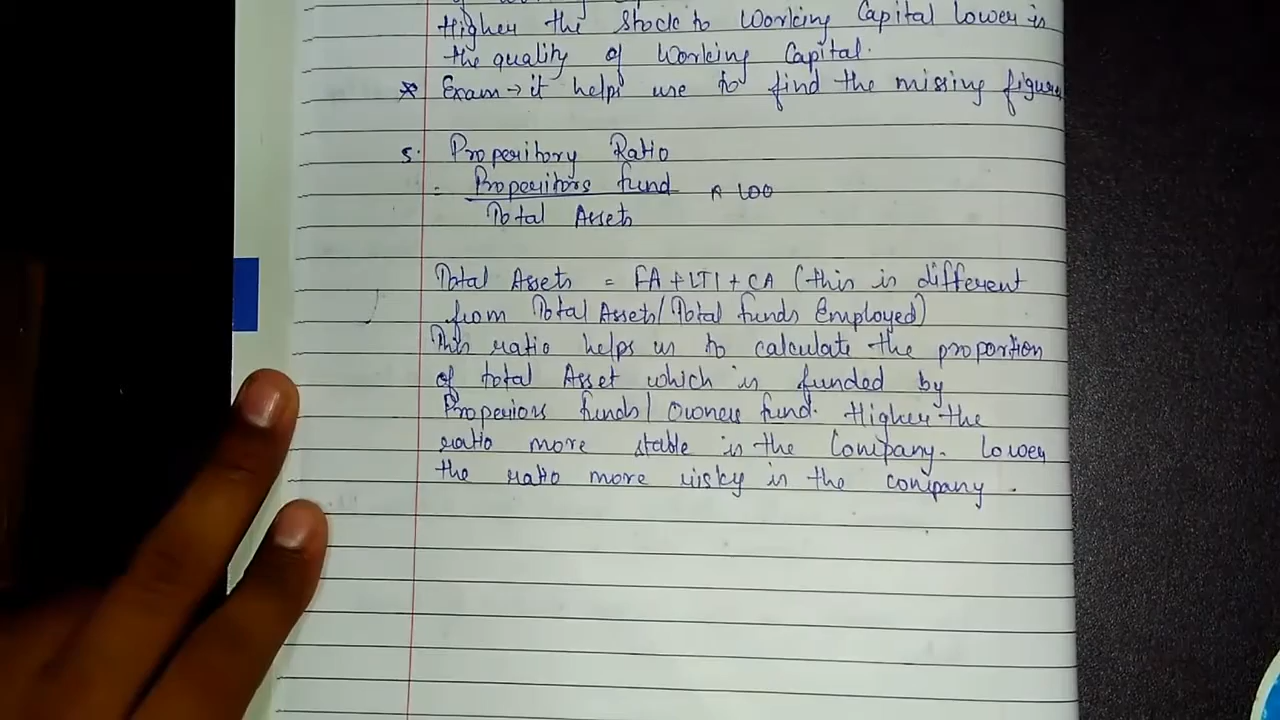 Higher the Stock to Working Capital lower is
the quality of Working Capital.
* Exam → it helps use to find the missing figure
5. Properitory Ratio
= Properitors fund × 100
Total Assets
Total Assets = FA + LTI + CA (this is different
from Total Assets/Total funds Employed)
This ratio helps us to calculate the proportion
of total Asset which is funded by
Properiors funds/Owners fund. Higher the
ratio more stable is the Company. Lower
the ratio more risky is the company.